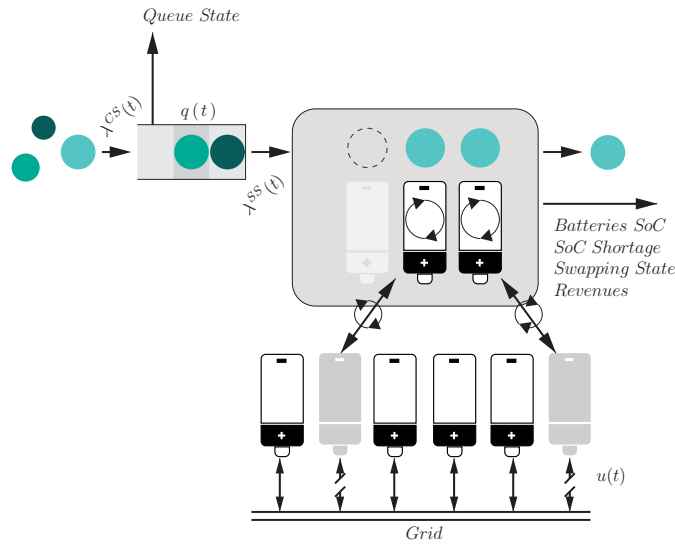 Queue State
λ^CS(t)
q(t)
λ^SS(t)
Batteries SoC
SoC Shortage
Swapping State
Revenues
u(t)
Grid